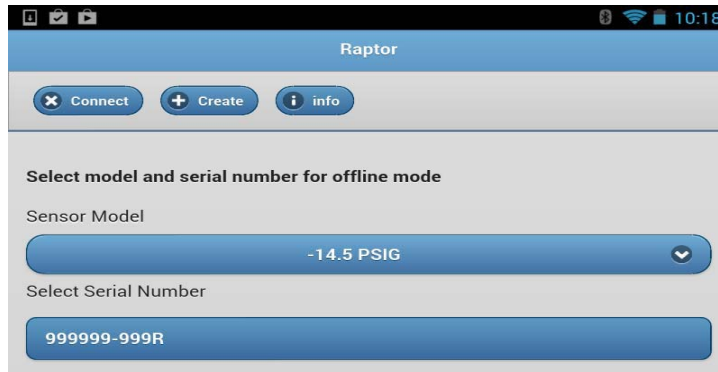 10:18
Raptor
Connect Create info
Select model and serial number for offline mode
Sensor Model
-14.5 PSIG
Select Serial Number
999999-999R